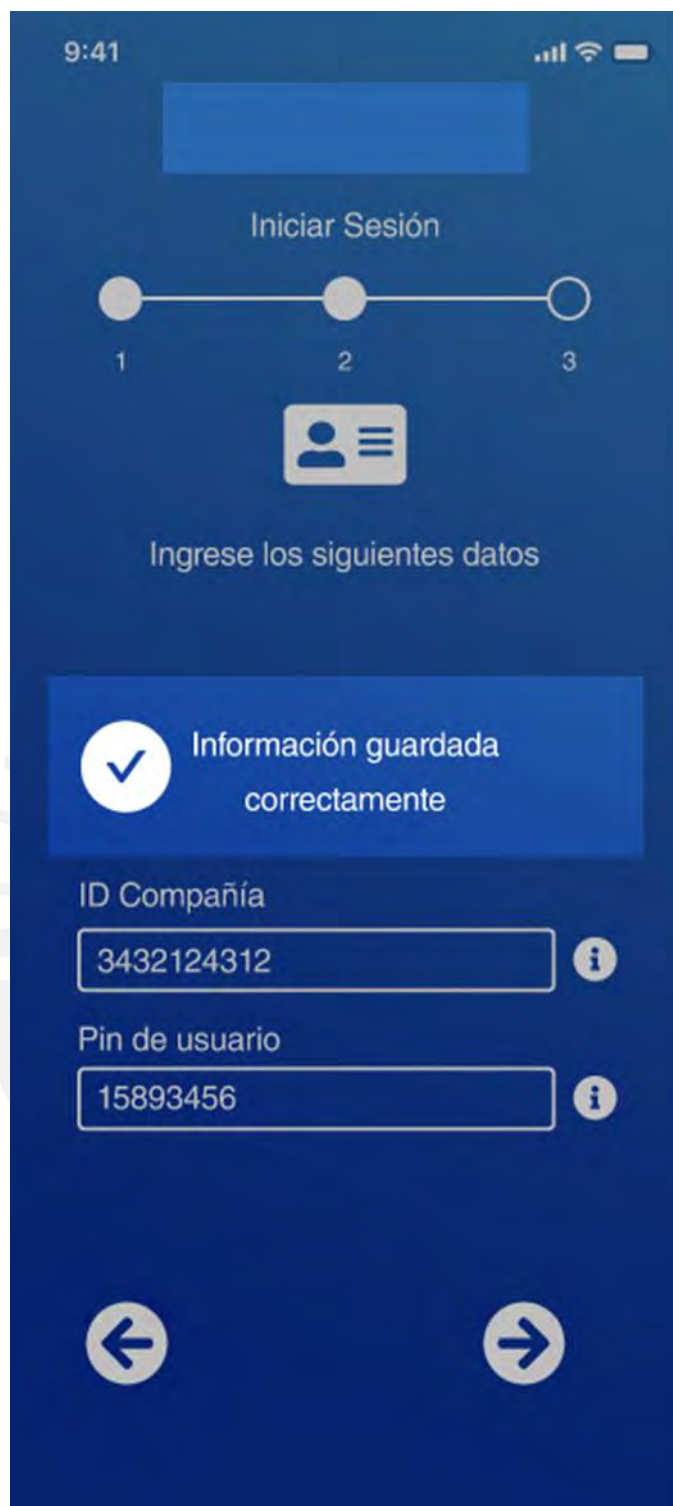 9:41
Iniciar Sesión
1 2 3
Ingrese los siguientes datos
Información guardada
correctamente
ID Compañía
3432124312
Pin de usuario
15893456